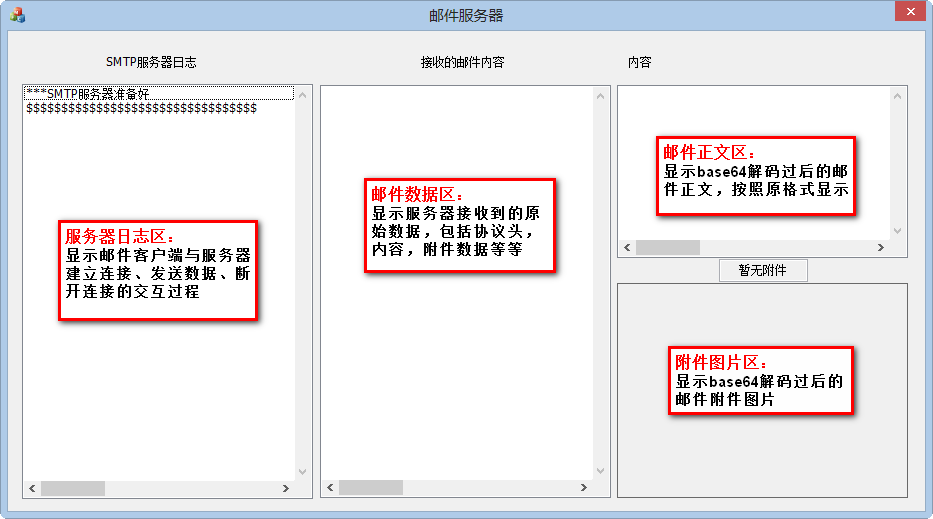 邮件服务器
SMTP服务器日志
接收的邮件内容
内容
***SMTP服务器准备好
$$$$$$$$$$$$$$$$$$$$$$$$$$$$$$$$$
服务器日志区：
显示邮件客户端与服务器
建立连接、发送数据、断
开连接的交互过程
邮件数据区：
显示服务器接收到的原
始数据，包括协议头，
内容，附件数据等等
邮件正文区：
显示base64解码过后的邮
件正文，按照原格式显示
暂无附件
附件图片区：
显示base64解码过后的
邮件附件图片